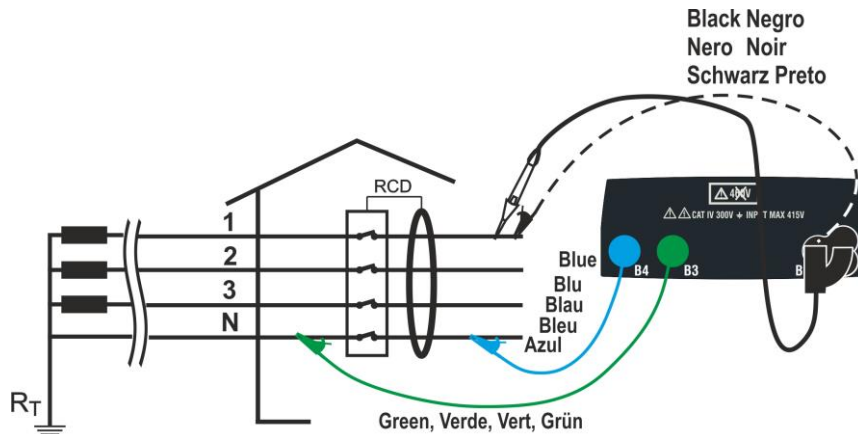 Black Negro
Nero Noir
Schwarz Preto
RCD
CAT IV 300V INPUT MAX 415V
1
2
3
N
Blue
B4
B3
B
Blu
Blau
Bleu
Azul
RT
Green, Verde, Vert, Grün